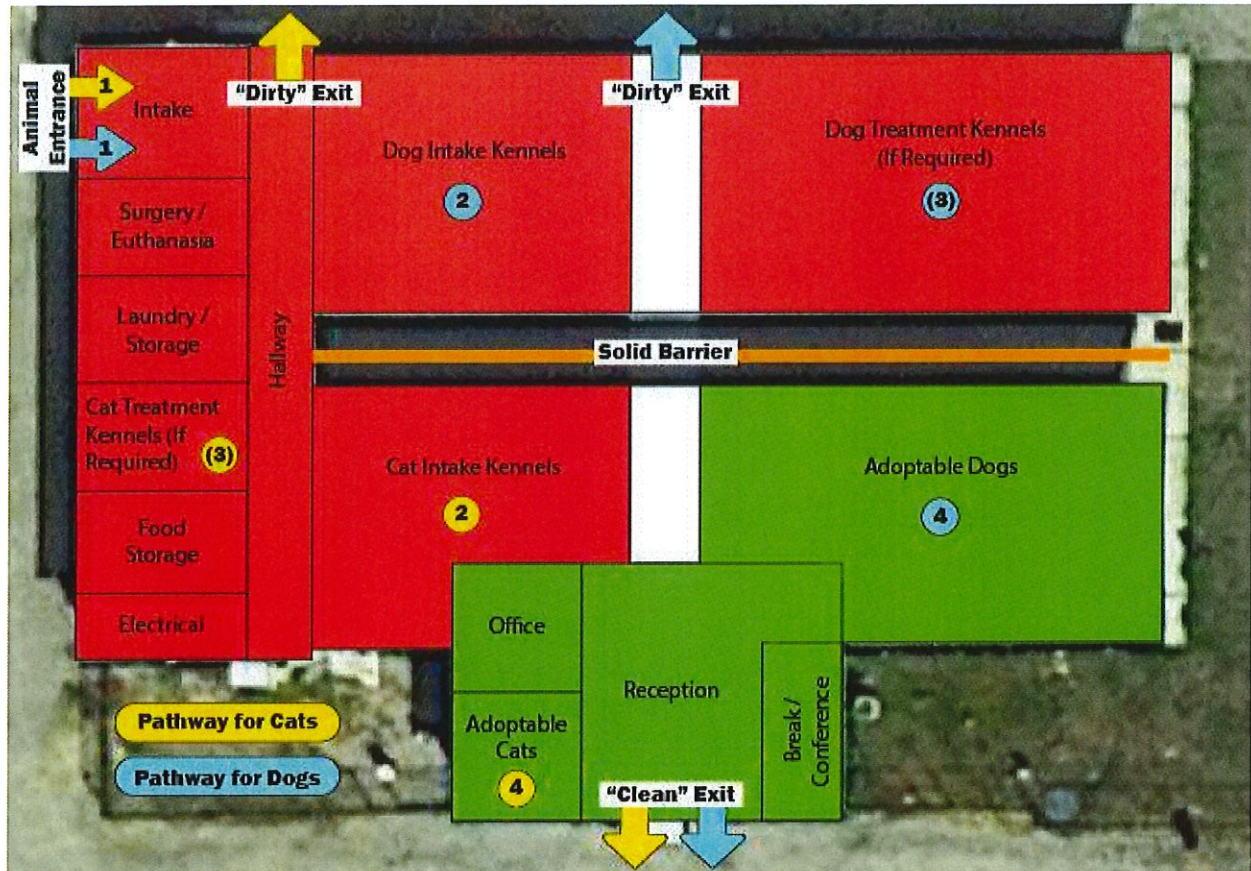 Animal
Entrance
1
1
Intake
"Dirty" Exit
"Dirty" Exit
Dog Intake Kennels
2
Dog Treatment Kennels
(If Required)
(3)
Surgery /
Euthanasia
Laundry /
Storage
Hallway
Solid Barrier
Cat Treatment
Kennels (If
Required)
(3)
Cat Intake Kennels
2
Adoptable Dogs
4
Food
Storage
Electrical
Office
Reception
Adoptable
Cats
4
Break/
Conference
Pathway for Cats
Pathway for Dogs
"Clean" Exit